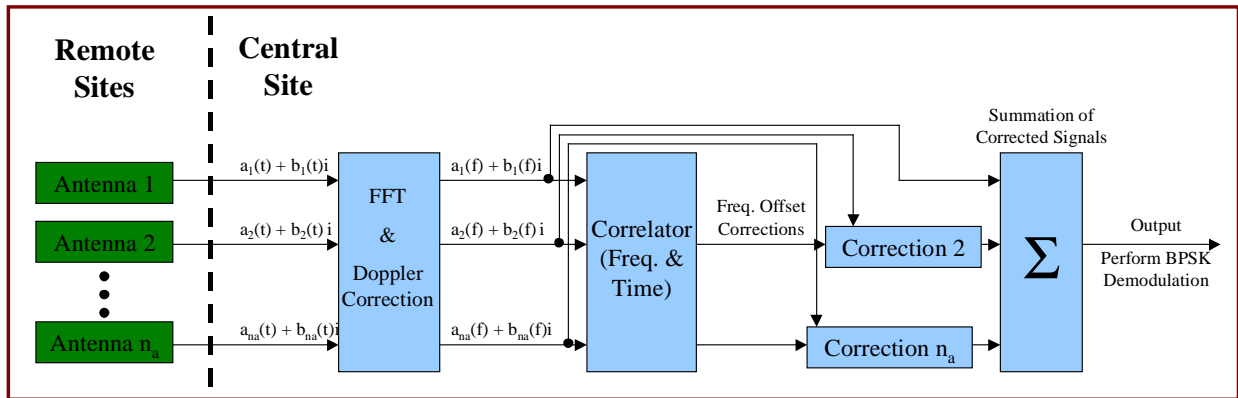 Remote
Sites
Central
Site
Antenna 1
Antenna 2
Antenna nₐ
a₁(t) + b₁(t)i
a₂(t) + b₂(t) i
aₙₐ(t) + bₙₐ(t)i
FFT
&
Doppler
Correction
a₁(f) + b₁(f)i
a₂(f) + b₂(f) i
aₙₐ(f) + bₙₐ(f)i
Correlator
(Freq. &
Time)
Freq. Offset
Corrections
Correction 2
Correction nₐ
Summation of
Corrected Signals
Σ
Output
Perform BPSK
Demodulation